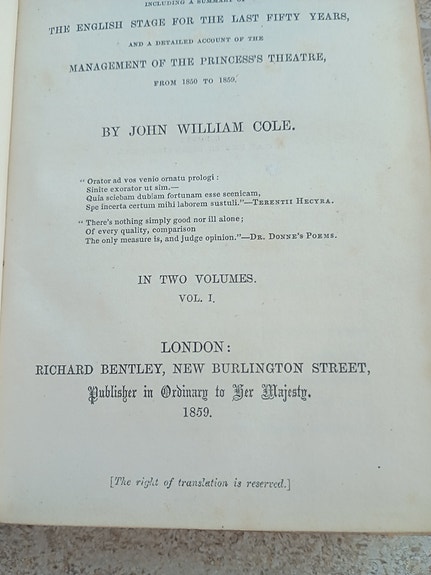 INCLUDING A SUMMARY OF
THE ENGLISH STAGE FOR THE LAST FIFTY YEARS,
AND A DETAILED ACCOUNT OF THE
MANAGEMENT OF THE PRINCESS'S THEATRE,
FROM 1850 TO 1859.
BY JOHN WILLIAM COLE.
" Orator ad vos venio ornatu prologi :
Sinite exorator ut sim.—
Quia sciebam dubiam fortunam esse scenicam,
Spe incerta certum mihi laborem sustuli."—TERENTII HECYRA.
" There's nothing simply good nor ill alone;
Of every quality, comparison
The only measure is, and judge opinion."—DR. DONNE'S POEMS.
IN TWO VOLUMES.
VOL. I.
LONDON:
RICHARD BENTLEY, NEW BURLINGTON STREET,
Publisher in Ordinary to Her Majesty.
1859.
[The right of translation is reserved.]